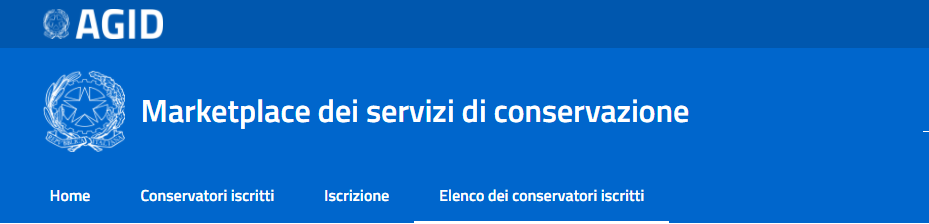 AGID
Marketplace dei servizi di conservazione
Home Conservatori iscritti Iscrizione Elenco dei conservatori iscritti